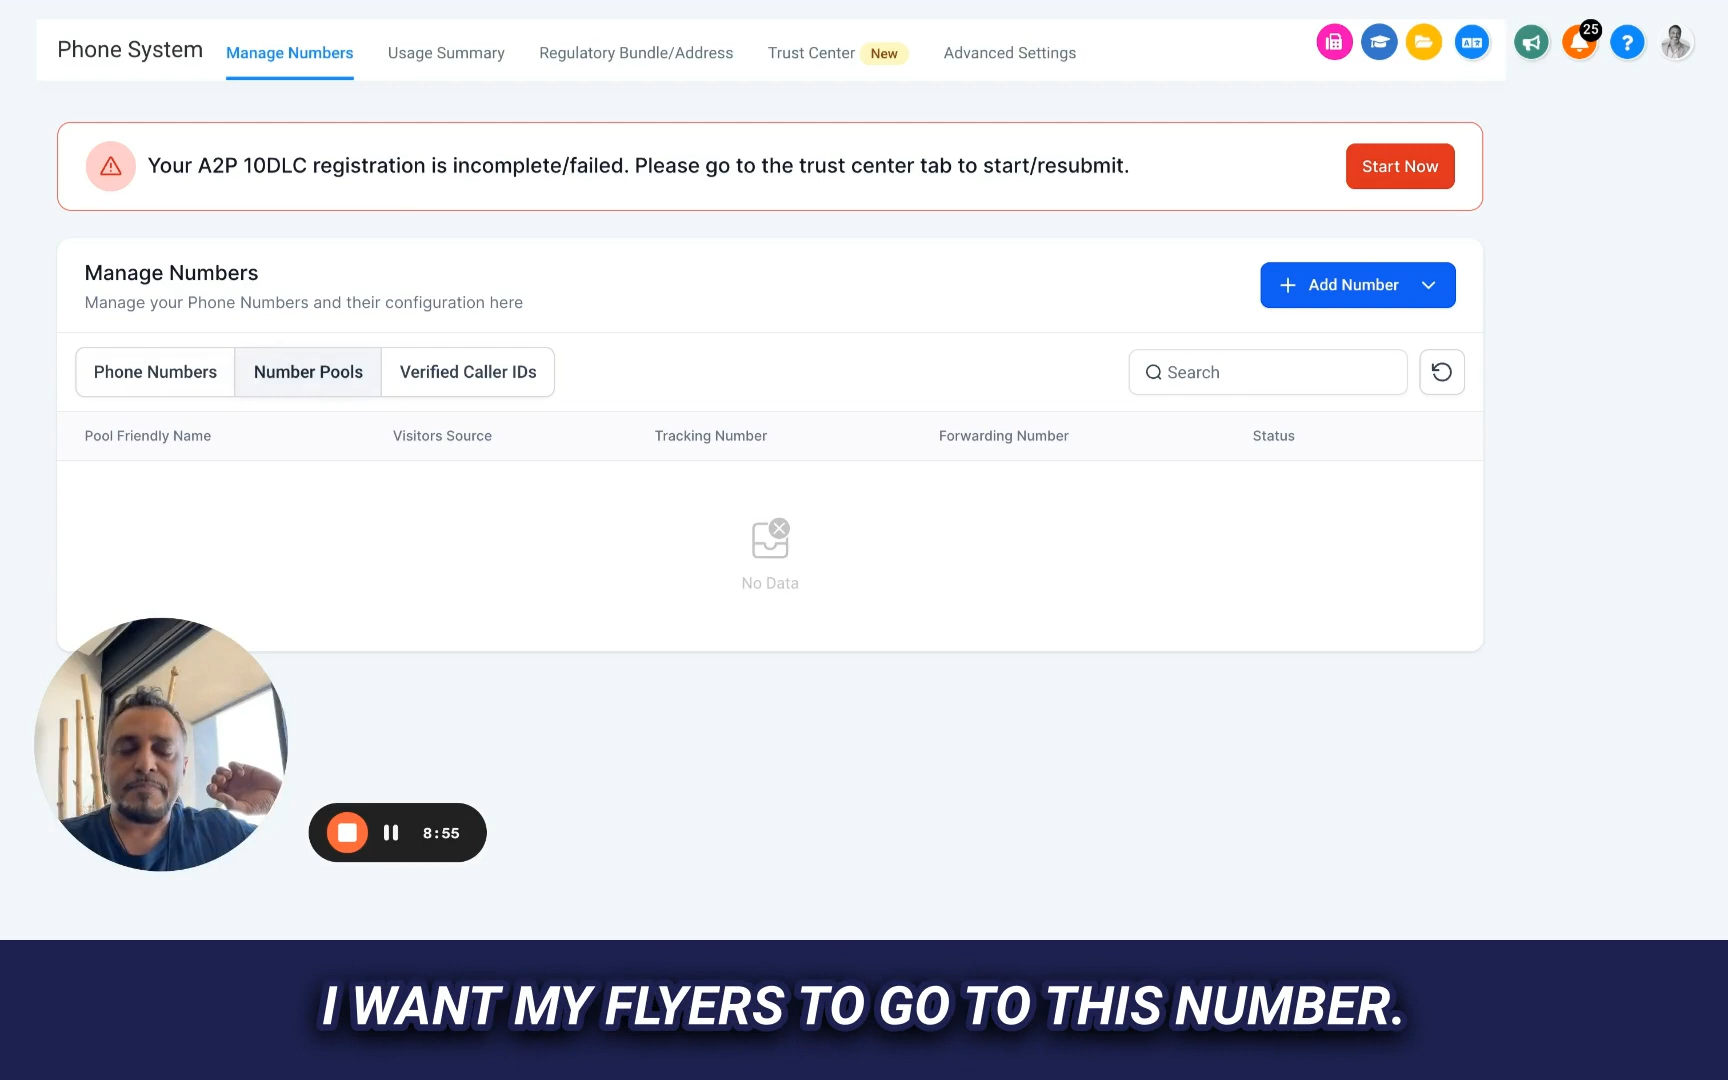 Phone System
Manage Numbers
Usage Summary
Regulatory Bundle/Address
Trust Center New
Advanced Settings
25
Your A2P 10DLC registration is incomplete/failed. Please go to the trust center tab to start/resubmit.
Start Now
Manage Numbers
Manage your Phone Numbers and their configuration here
Add Number
Phone Numbers
Number Pools
Verified Caller IDs
Search
Pool Friendly Name
Visitors Source
Tracking Number
Forwarding Number
Status
No Data
8:55
I WANT MY FLYERS TO GO TO THIS NUMBER.